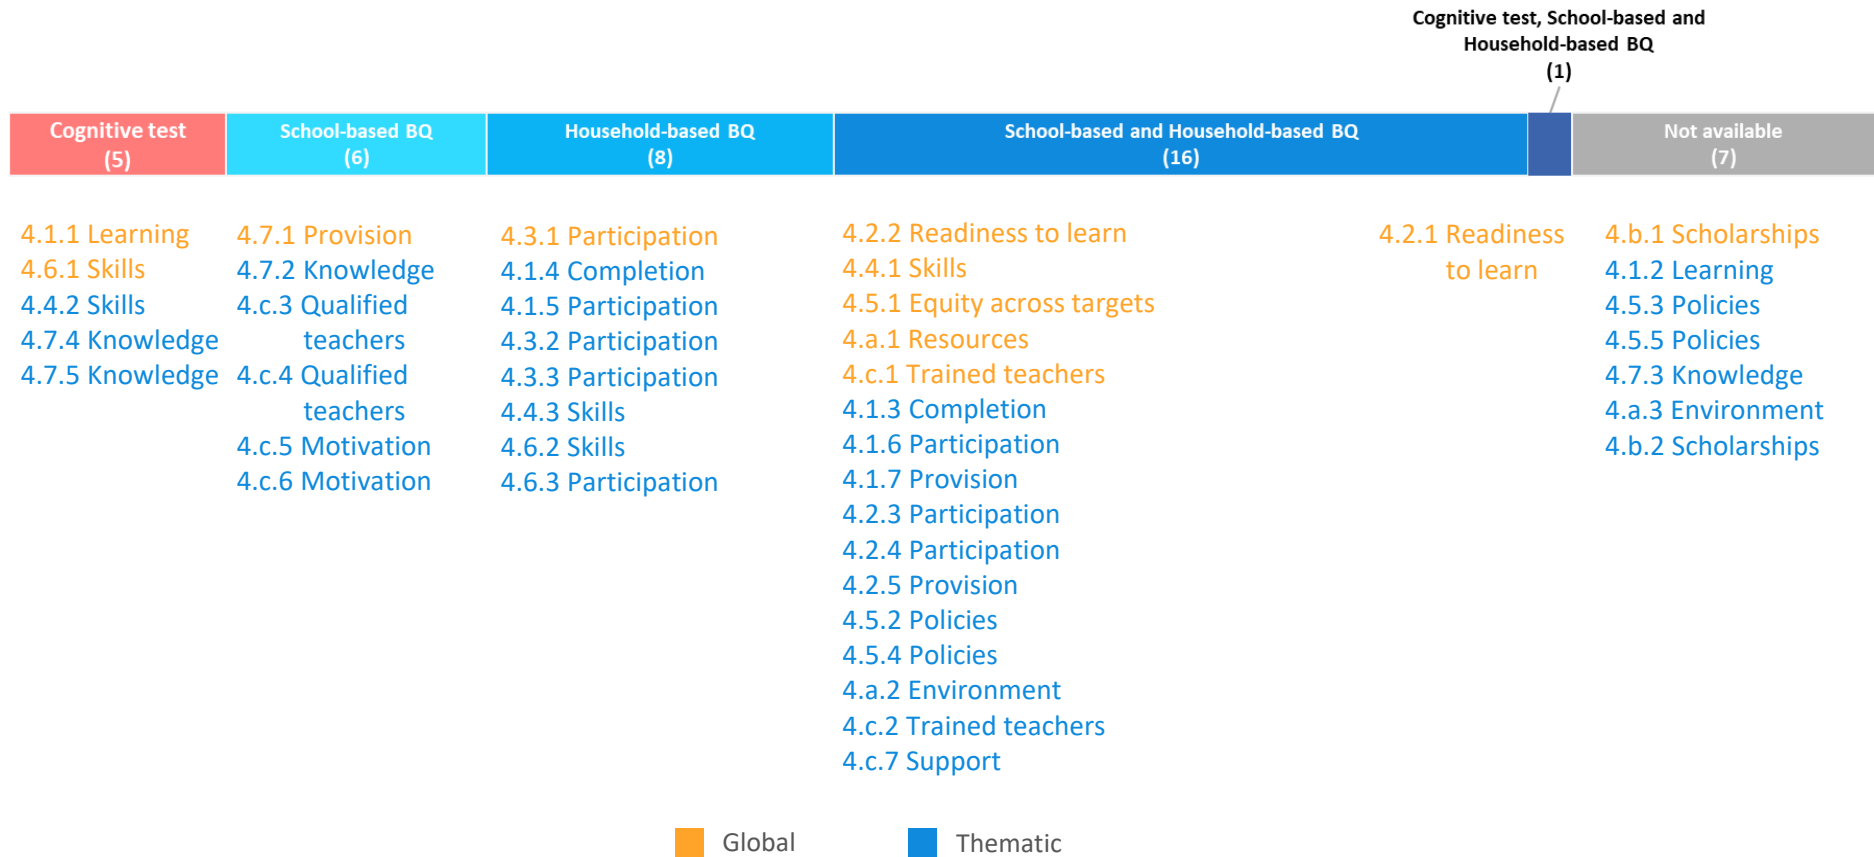 Cognitive test, School-based and
Household-based BQ
(1)
Cognitive test
(5)
School-based BQ
(6)
Household-based BQ
(8)
School-based and Household-based BQ
(16)
Not available
(7)
4.1.1 Learning
4.6.1 Skills
4.4.2 Skills
4.7.4 Knowledge
4.7.5 Knowledge
4.7.1 Provision
4.7.2 Knowledge
4.c.3 Qualified
teachers
4.c.4 Qualified
teachers
4.c.5 Motivation
4.c.6 Motivation
4.3.1 Participation
4.1.4 Completion
4.1.5 Participation
4.3.2 Participation
4.3.3 Participation
4.4.3 Skills
4.6.2 Skills
4.6.3 Participation
4.2.2 Readiness to learn
4.4.1 Skills
4.5.1 Equity across targets
4.a.1 Resources
4.c.1 Trained teachers
4.1.3 Completion
4.1.6 Participation
4.1.7 Provision
4.2.3 Participation
4.2.4 Participation
4.2.5 Provision
4.5.2 Policies
4.5.4 Policies
4.a.2 Environment
4.c.2 Trained teachers
4.c.7 Support
4.2.1 Readiness
to learn
4.b.1 Scholarships
4.1.2 Learning
4.5.3 Policies
4.5.5 Policies
4.7.3 Knowledge
4.a.3 Environment
4.b.2 Scholarships
Global
Thematic